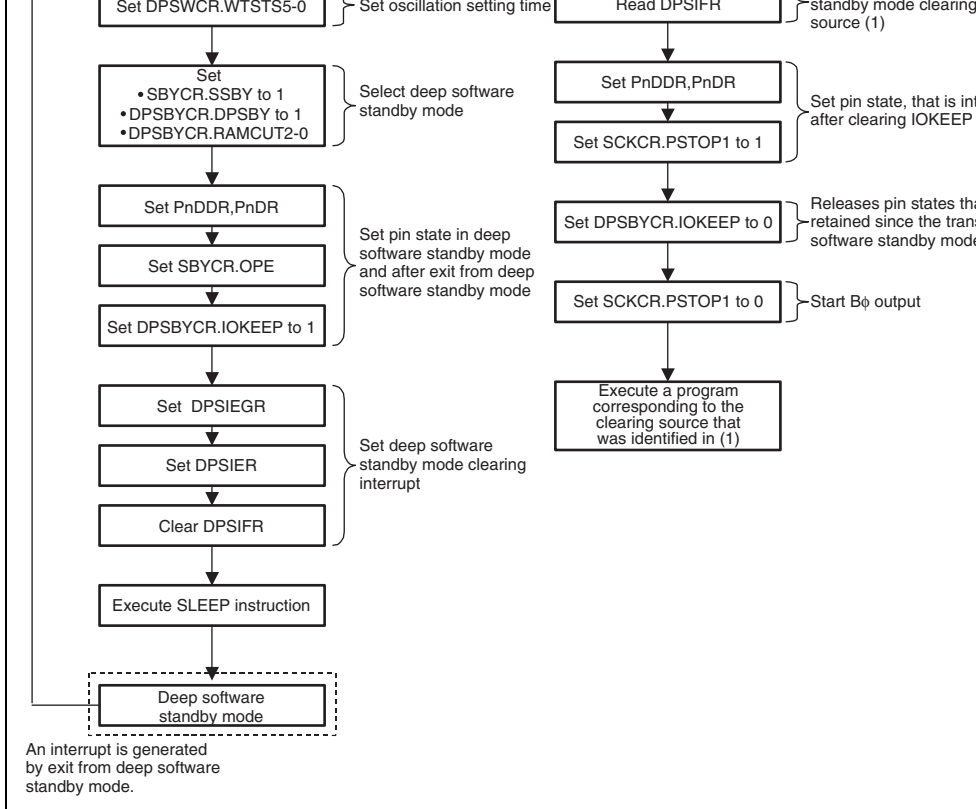 Set DPSWCR.WTSTS5-0
Set oscillation setting time
Set
• SBYCR.SSBY to 1
• DPSBYCR.DPSBY to 1
• DPSBYCR.RAMCUT2-0
Select deep software
standby mode
Set PnDDR,PnDR
Set SBYCR.OPE
Set DPSBYCR.IOKEEP to 1
Set pin state in deep
software standby mode
and after exit from deep
software standby mode
Set DPSIEGR
Set DPSIER
Clear DPSIFR
Set deep software
standby mode clearing
interrupt
Execute SLEEP instruction
Deep software
standby mode
An interrupt is generated
by exit from deep software
standby mode.
Read DPSIFR
standby mode clearing
source (1)
Set PnDDR,PnDR
Set SCKCR.PSTOP1 to 1
Set pin state, that is
after clearing IOKEEP
Set DPSBYCR.IOKEEP to 0
Releases pin states
retained since the
software standby mode
Set SCKCR.PSTOP1 to 0
Start Bϕ output
Execute a program
corresponding to the
clearing source that
was identified in (1)